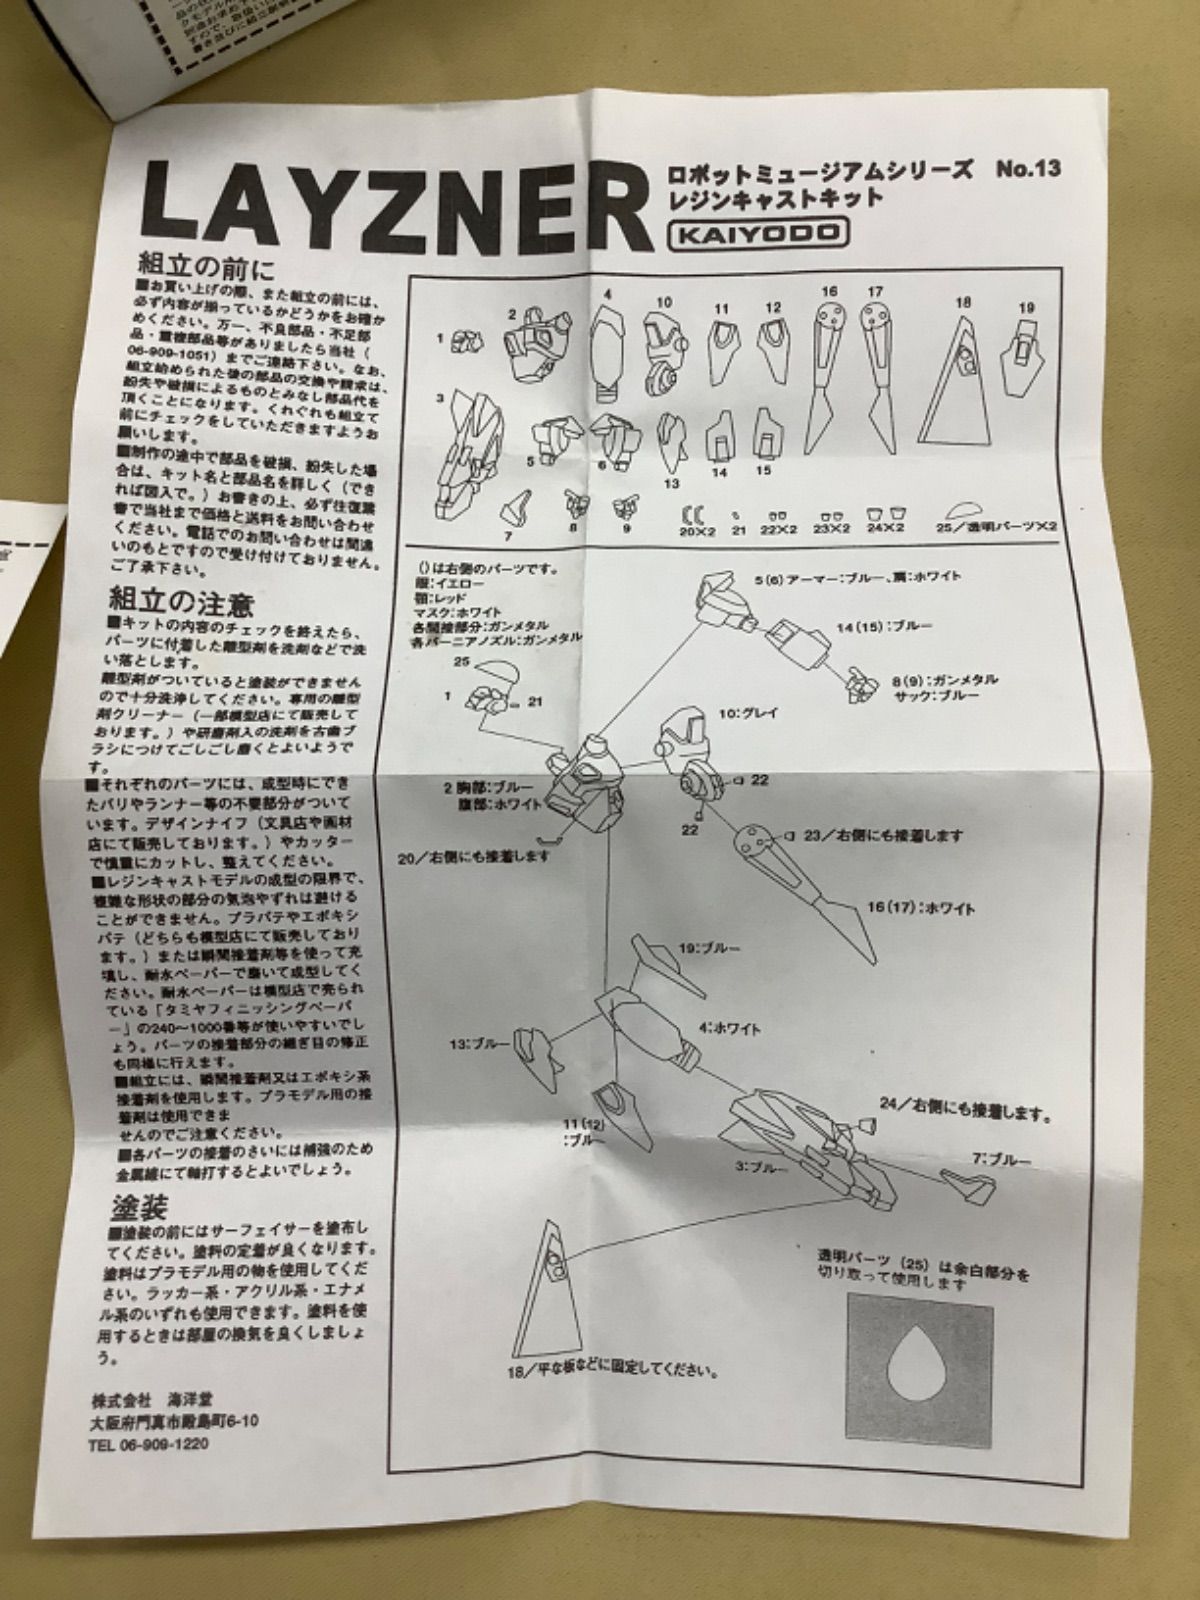 LAYZNER
ロボットミュージアムシリーズ No.13
レジンキャストキット
KAIYODO
組立の前に
■お買い上げの際、また組立の前には、
必ず内容が揃っているかどうかをお確か
めください。万一、不良部品・不足部
品・重複部品等がありましたら当社(
06-909-1051)までご連絡下さい。なお、
組立始められた後の部品の交換や請求は、
紛失や破損によるものとみなし部品代を
頂くことになります。くれぐれも組立て
前にチェックをしていただきますようお
願いします。
■制作の途中で部品を破損、紛失した場
合は、キット名と部品名を詳しく(でき
れば図入で。)お書きの上、必ず往復葉
書で当社まで価格と送料をお問い合わせ
ください。電話でのお問い合わせは間違
いのもとですので受け付けておりません。
ご了承下さい。
組立の注意
■キットの内容のチェックを終えたら、
パーツに付着した離型剤を洗剤などで洗
い落とします。
離型剤がついていると塗装ができません
ので十分洗浄してください。専用の離型
剤クリーナー(一部模型店にて販売して
おります。)や研磨剤入の洗剤を古歯ブ
ラシにつけてごしごし磨くとよいようで
す。
■それぞれのパーツには、成型時にでき
たバリやランナー等の不要部分がついて
います。デザインナイフ(文具店や画材
店にて販売しております。)やカッター
で慎重にカットし、整えてください。
■レジンキャストモデルの成型の限界で、
複雑な形状の部分の気泡やずれは避ける
ことができません。プラパテやエポキシ
パテ(どちらも模型店にて販売しており
ます。)または瞬間接着剤等を使って充
填し、耐水ペーパーで磨いて成型してく
ださい。耐水ペーパーは模型店で売られ
ている「タミヤフィニッシングペーパ
ー」の240〜1000番等が使いやすいでし
ょう。パーツの接着部分の継ぎ目の修正
も同様に行えます。
■組立には、瞬間接着剤又はエポキシ系
接着剤を使用します。プラモデル用の接
着剤は使用できま
せんのでご注意ください。
■各パーツの接着のさいには補強のため
金属線にて軸打するとよいでしょう。
塗装
■塗装の前にはサーフェイサーを塗布し
てください。塗料の定着が良くなります。
塗料はプラモデル用の物を使用してくだ
さい。ラッカー系・アクリル系・エナメ
ル系のいずれも使用できます。塗料を使
用するときは部屋の換気を良くしましょ
う。
株式会社 海洋堂
大阪府門真市殿島町6-10
TEL 06-909-1220
1
2
4
10
11
12
16
17
18
19
3
5
6
13
14
15
7
8
9
20×2
21
22×2
23×2
24×2
25/透明パーツ×2
()は右側のパーツです。
眼:イエロー
顎:レッド
マスク:ホワイト
各間接部分:ガンメタル
各バーニアノズル:ガンメタル
25
1
21
5(6)アーマー:ブルー、肩:ホワイト
14(15):ブルー
8(9):ガンメタル
サック:ブルー
10:グレイ
2 胸部:ブルー
腹部:ホワイト
22
22
20/右側にも接着します
23/右側にも接着します
16(17):ホワイト
19:ブルー
4:ホワイト
13:ブルー
11(12)
:ブルー
24/右側にも接着します。
3:ブルー
7:ブルー
18/平な板などに固定してください。
透明パーツ(25)は余白部分を
切り取って使用します